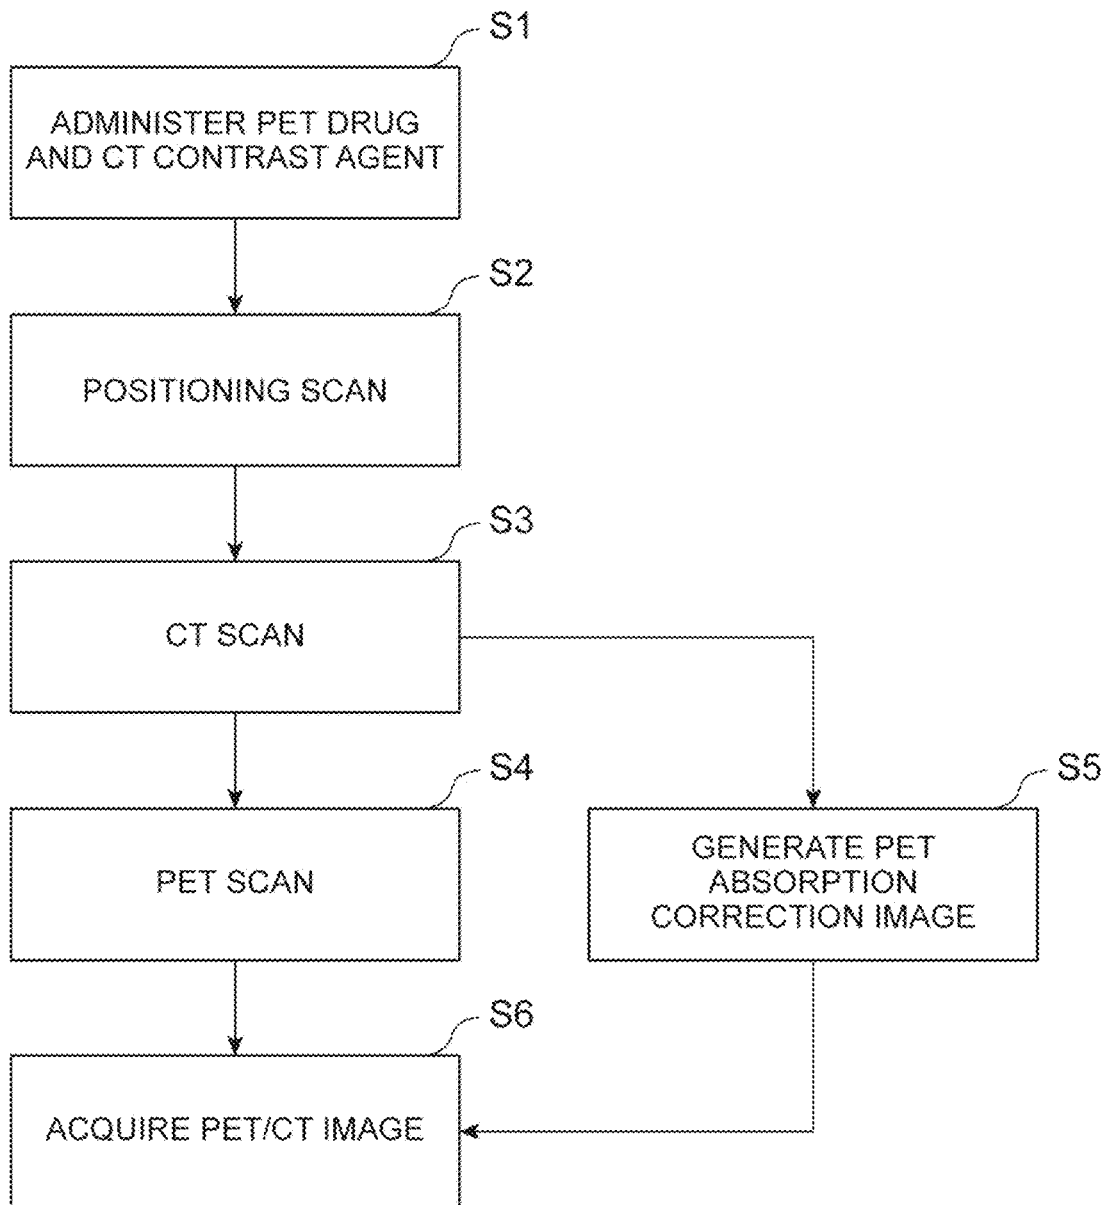 S1
ADMINISTER PET DRUG
AND CT CONTRAST AGENT
S2
POSITIONING SCAN
S3
CT SCAN
S4
PET SCAN
S5
GENERATE PET
ABSORPTION
CORRECTION IMAGE
S6
ACQUIRE PET/CT IMAGE